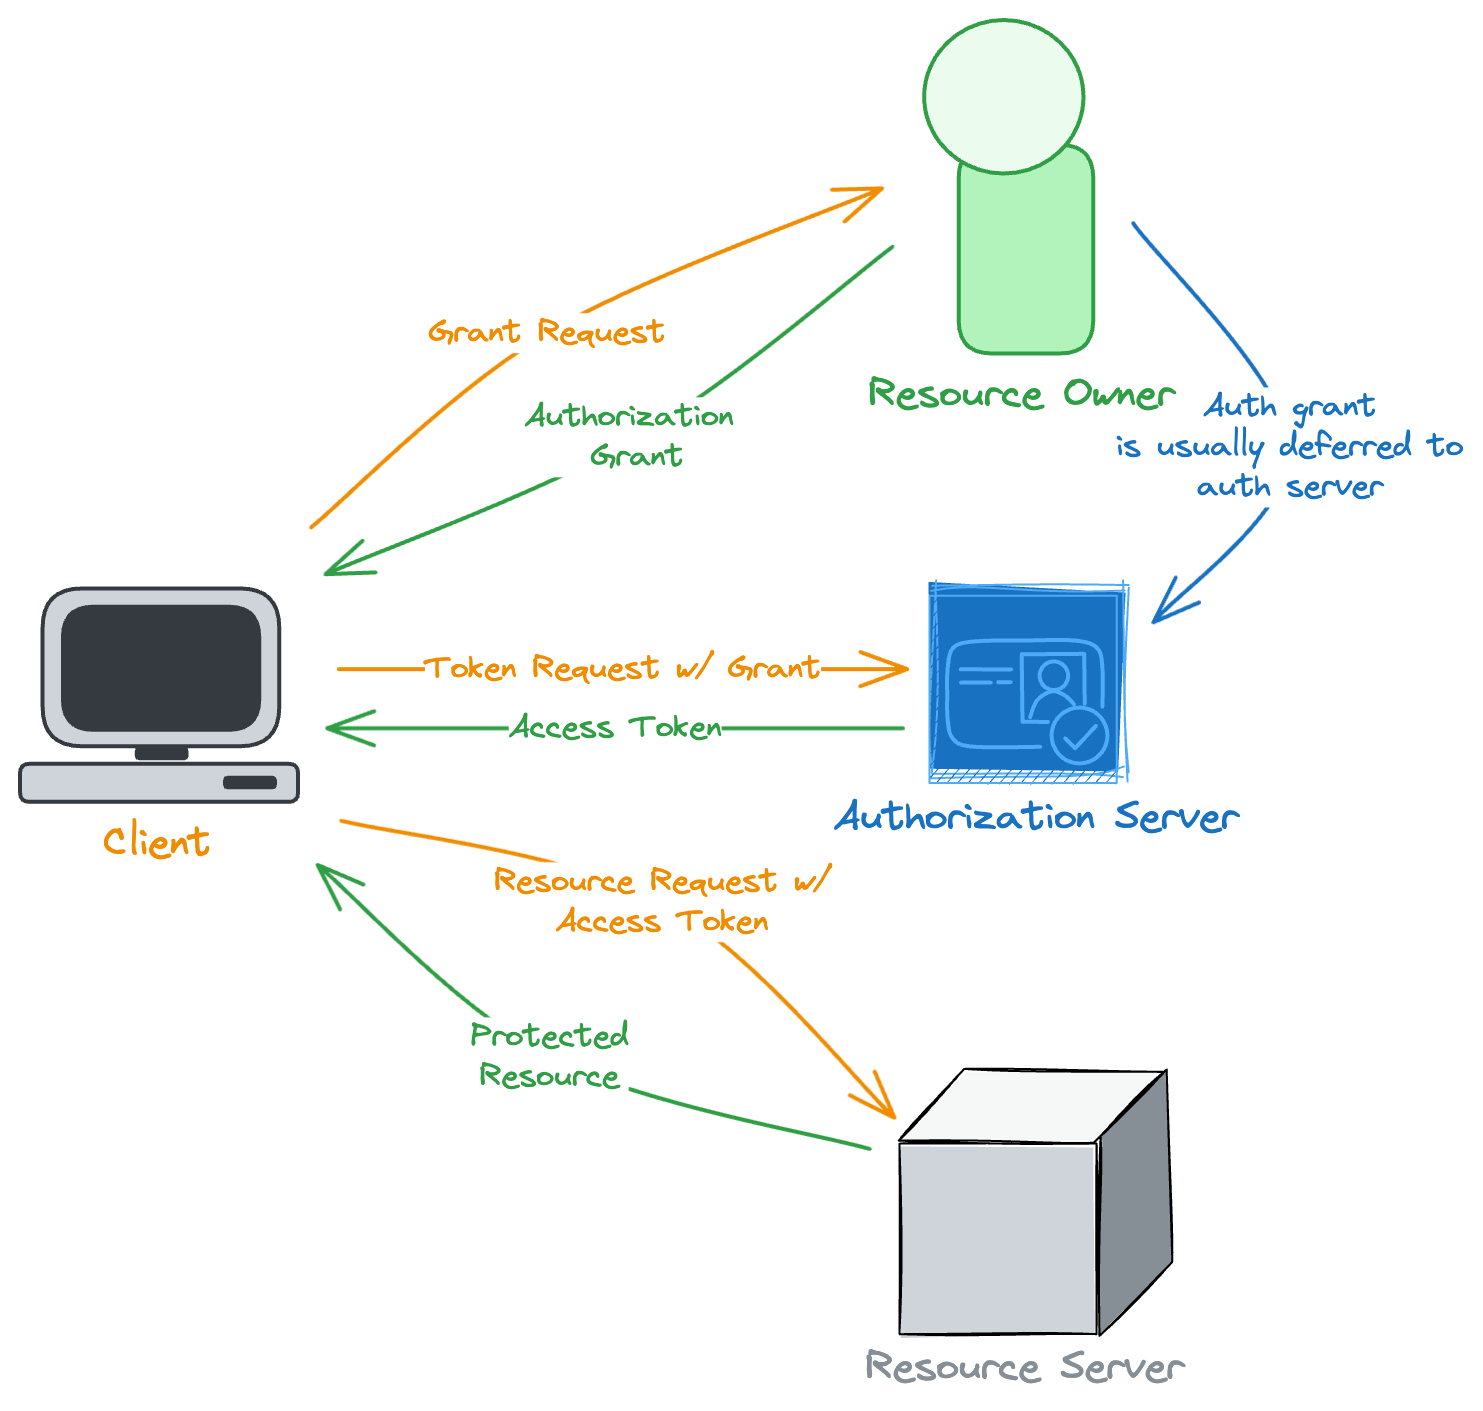 Grant Request
Resource Owner
Authorization
Grant
Auth grant
is usually deferred to
auth server
Token Request w/ Grant
Access Token
Client
Authorization Server
Resource Request w/
Access Token
Protected
Resource
Resource Server